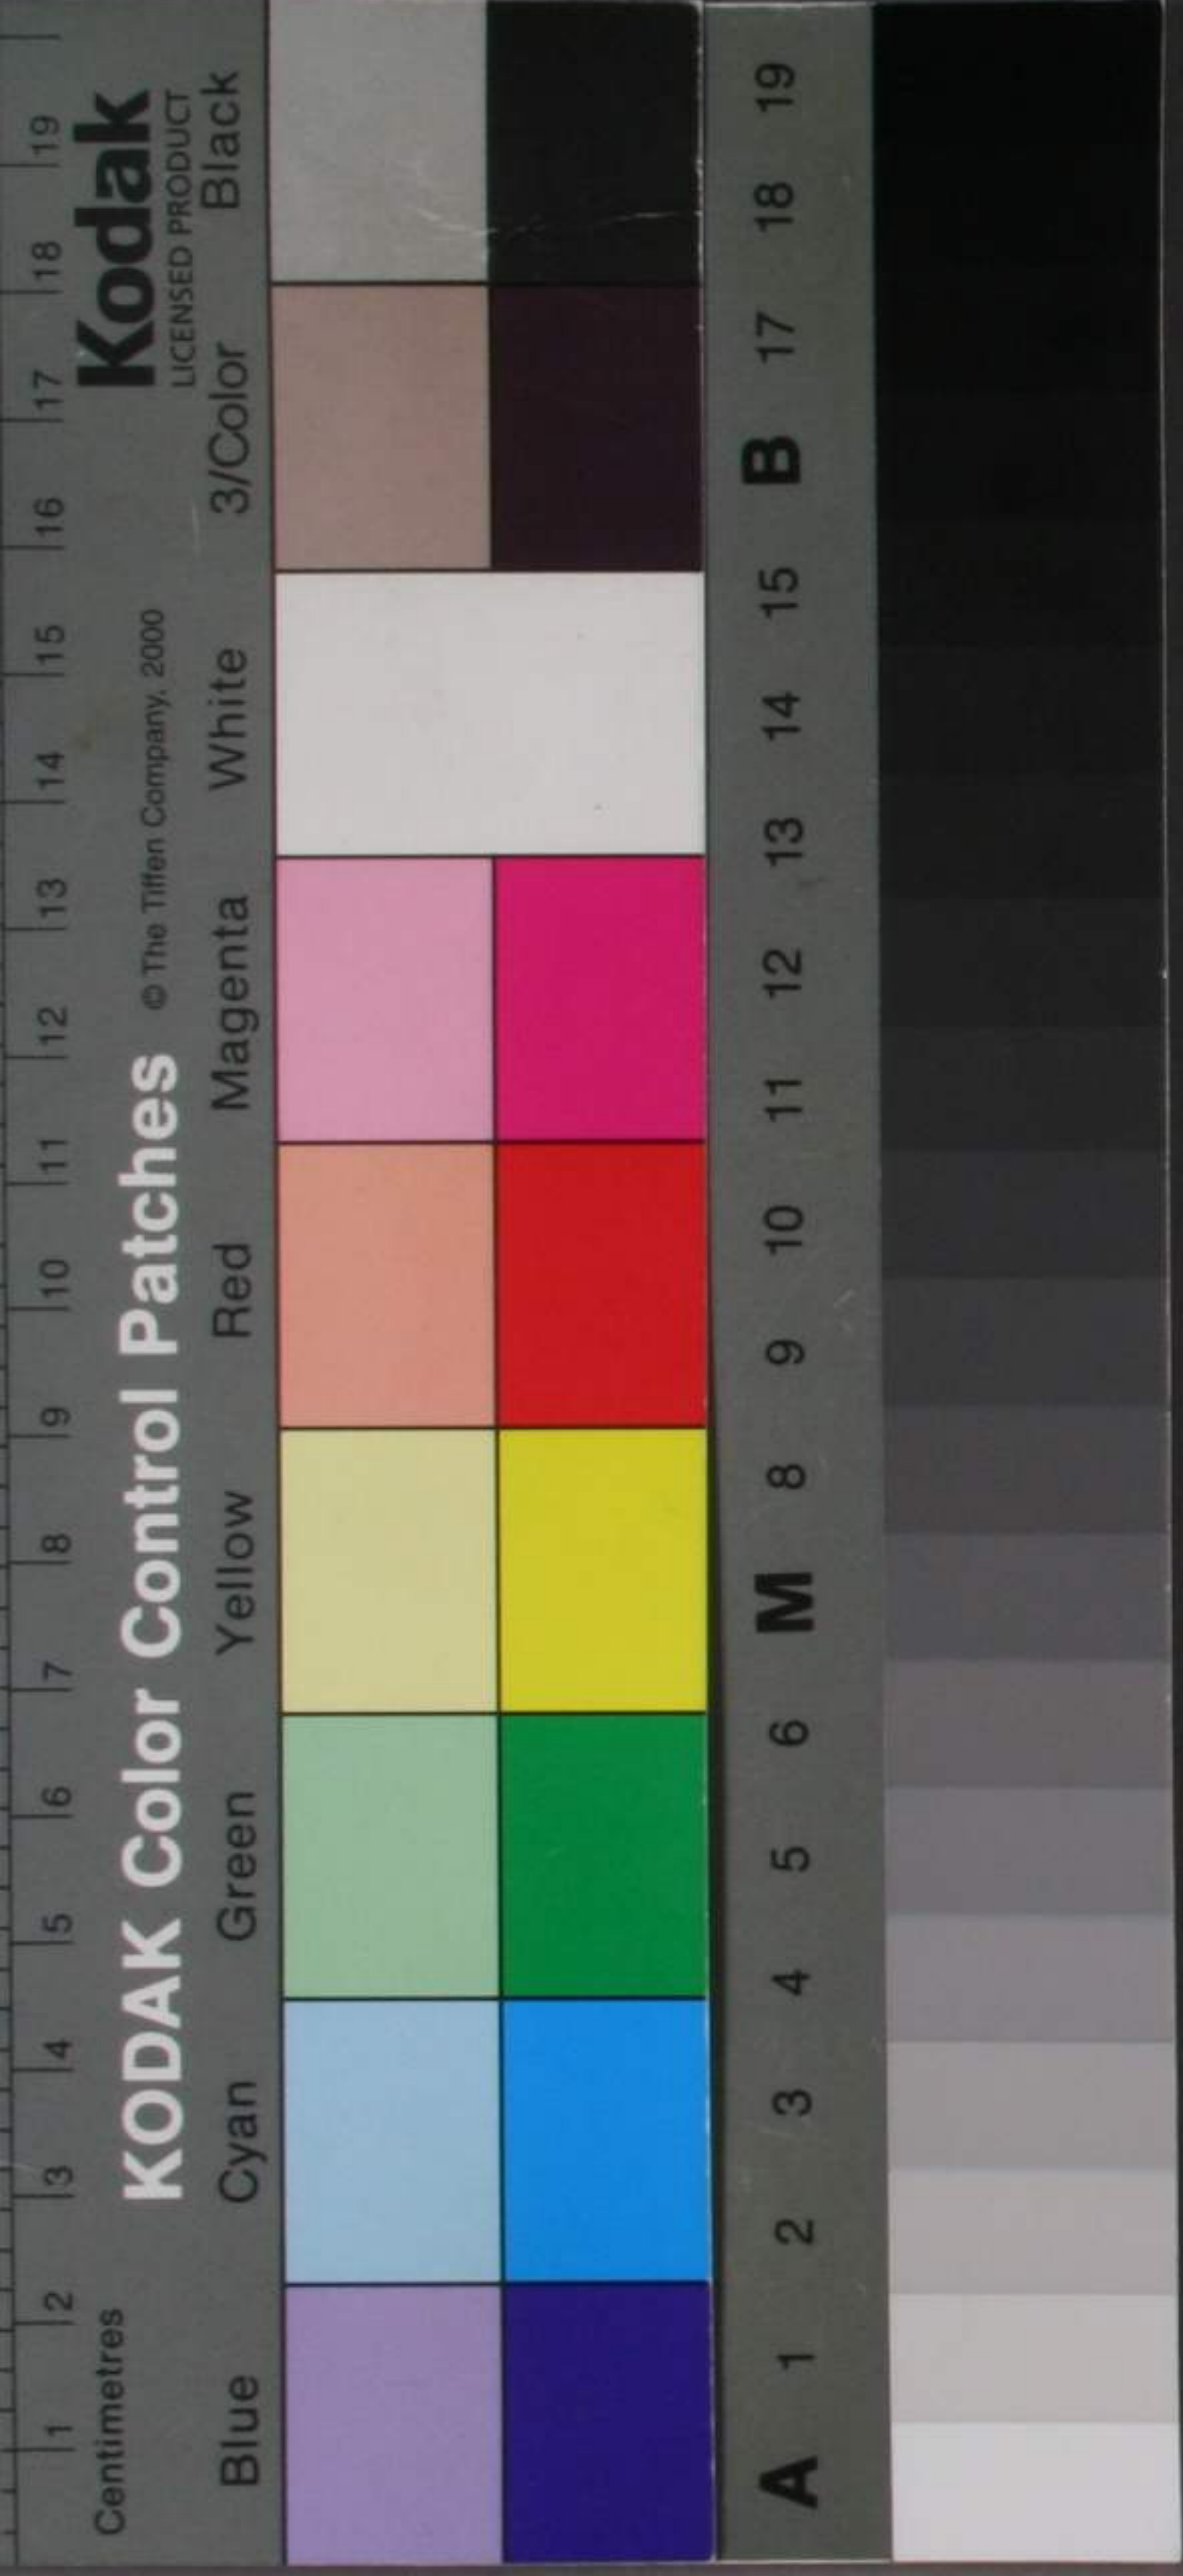 Centimetres
1 2 3 4 5 6 7 8 9 10 11 12 13 14 15 16 17 18 19
KODAK Color Control Patches © The Tiffen Company, 2000
Kodak
LICENSED PRODUCT
Blue Cyan Green Yellow Red Magenta White 3/Color Black
A 1 2 3 4 5 6 M 8 9 10 11 12 13 14 15 B 17 18 19